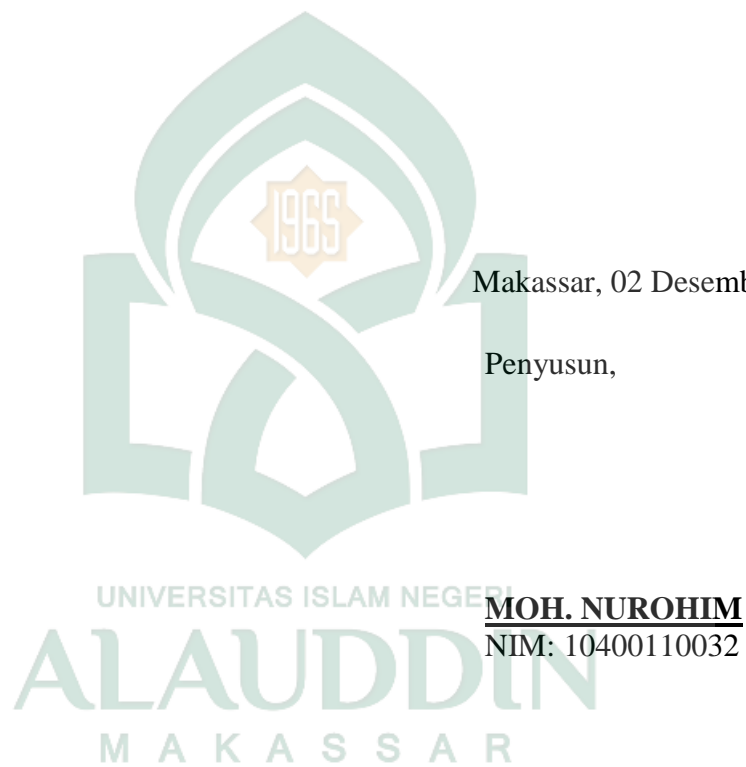 1965
Makassar, 02 Desemb
Penyusun,
UNIVERSITAS ISLAM NEGERI
MOH. NUROHIM
NIM: 10400110032
ALAUDDIN
MAKASSAR